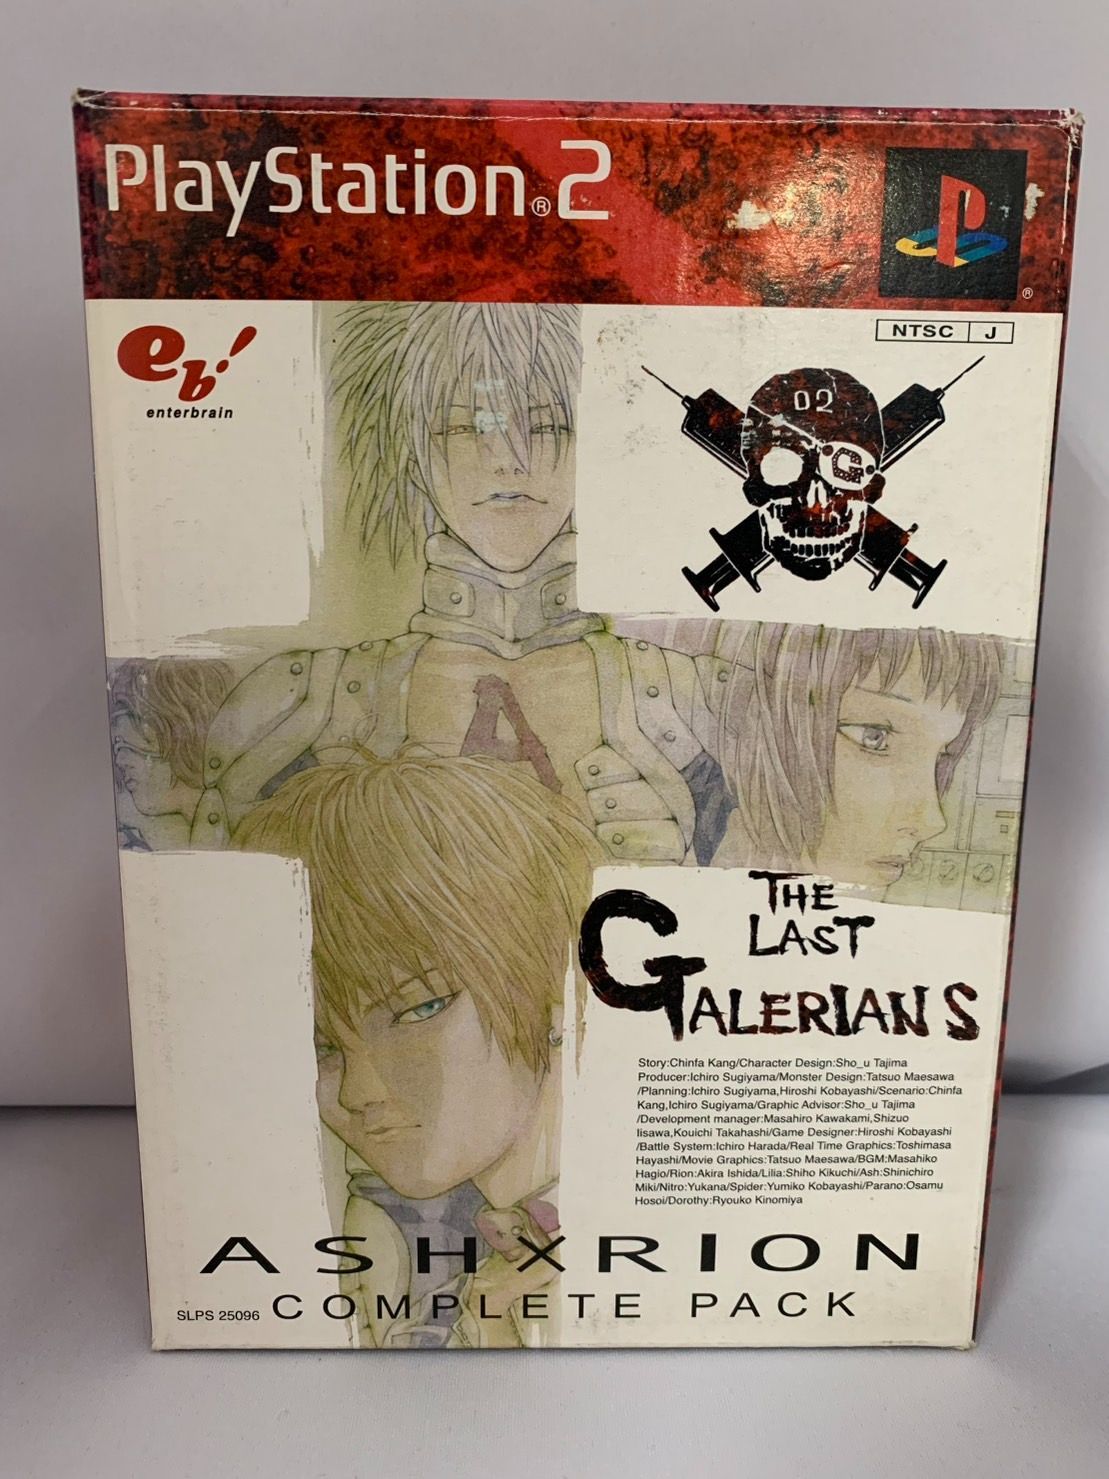 PlayStation®2
®
eb!
enterbrain
NTSC J
02
G
A
THE
LAST
GALERIANS
Story:Chinfa Kang/Character Design:Sho_u Tajima
Producer:Ichiro Sugiyama/Monster Design:Tatsuo Maesawa
/Planning:Ichiro Sugiyama,Hiroshi Kobayashi/Scenario:Chinfa
Kang,Ichiro Sugiyama/Graphic Advisor:Sho_u Tajima
/Development manager:Masahiro Kawakami,Shizuo
Iisawa,Kouichi Takahashi/Game Designer:Hiroshi Kobayashi
/Battle System:Ichiro Harada/Real Time Graphics:Toshimasa
Hayashi/Movie Graphics:Tatsuo Maesawa/BGM:Masahiko
Hagio/Rion:Akira Ishida/Lilia:Shiho Kikuchi/Ash:Shinichiro
Miki/Nitro:Yukana/Spider:Yumiko Kobayashi/Parano:Osamu
Hosoi/Dorothy:Ryouko Kinomiya
ASH×RION
SLPS 25096 COMPLETE PACK